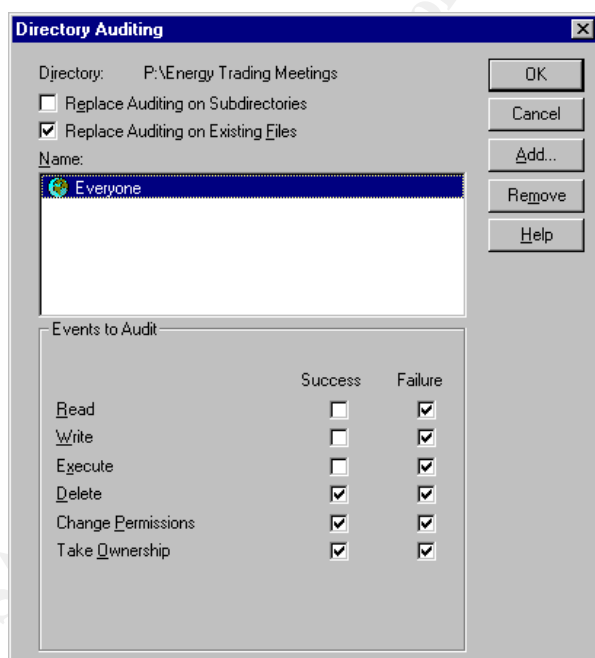 Directory Auditing
Directory: P:\Energy Trading Meetings
OK
Replace Auditing on Subdirectories
Cancel
Replace Auditing on Existing Files
Add...
Name:
Everyone
Remove
Help
Events to Audit
Success Failure
Read
Write
Execute
Delete
Change Permissions
Take Ownership